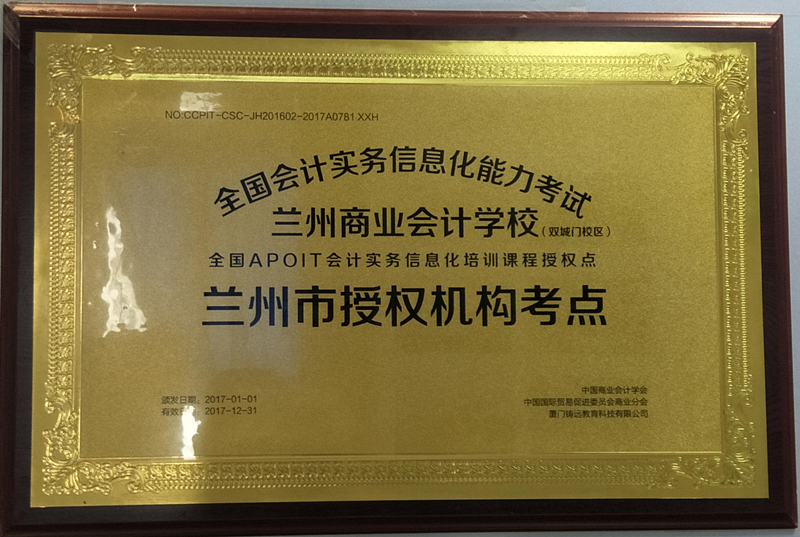 NO:CCPIT-CSC-JH201602-2017A0781 XXH
全国会计实务信息化能力考试
兰州商业会计学校（双城门校区）
全国APOIT会计实务信息化培训课程授权点
兰州市授权机构考点
颁发日期：2017-01-01
有效日期：2017-12-31
中国商业会计学会
中国国际贸易促进委员会商业分会
厦门铸远教育科技有限公司